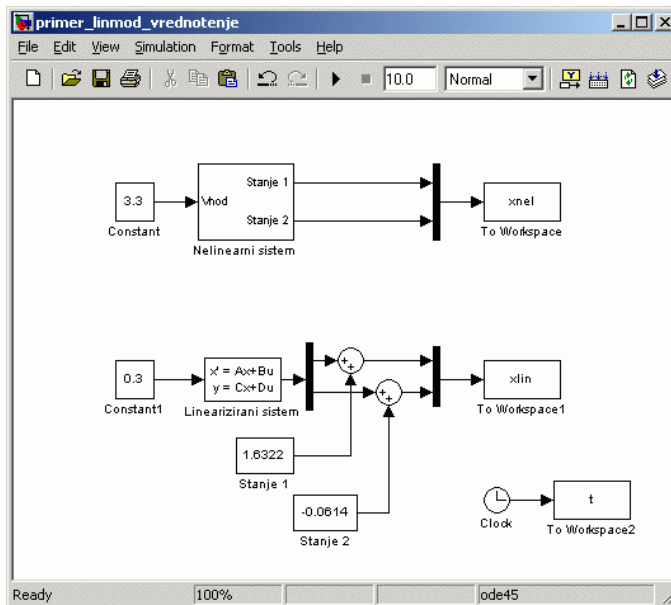 primer_linmod_vrednotenje
File Edit View Simulation Format Tools Help
10.0 Normal
3.3
Constant
Vhod
Stanje 1
Stanje 2
Nelinearni sistem
xnel
To Workspace
0.3
Constant1
x' = Ax+Bu
y = Cx+Du
Linearizirani sistem
+
+
+
+
xlin
To Workspace1
1.6322
Stanje 1
-0.0614
Stanje 2
Clock
t
To Workspace2
Ready 100% ode45